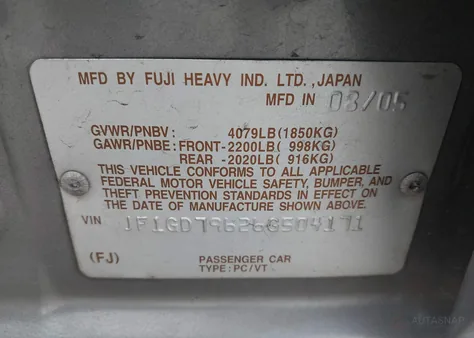 MFD BY FUJI HEAVY IND. LTD. ,JAPAN
MFD IN 03/05
GVWR/PNBV: 4079LB(1850KG)
GAWR/PNBE: FRONT-2200LB( 998KG)
REAR -2020LB( 916KG)
THIS VEHICLE CONFORMS TO ALL APPLICABLE
FEDERAL MOTOR VEHICLE SAFETY, BUMPER, AND
THEFT PREVENTION STANDARDS IN EFFECT ON
THE DATE OF MANUFACTURE SHOWN ABOVE.
VIN JF1GD79626G504171
(FJ) PASSENGER CAR
TYPE: PC/VT